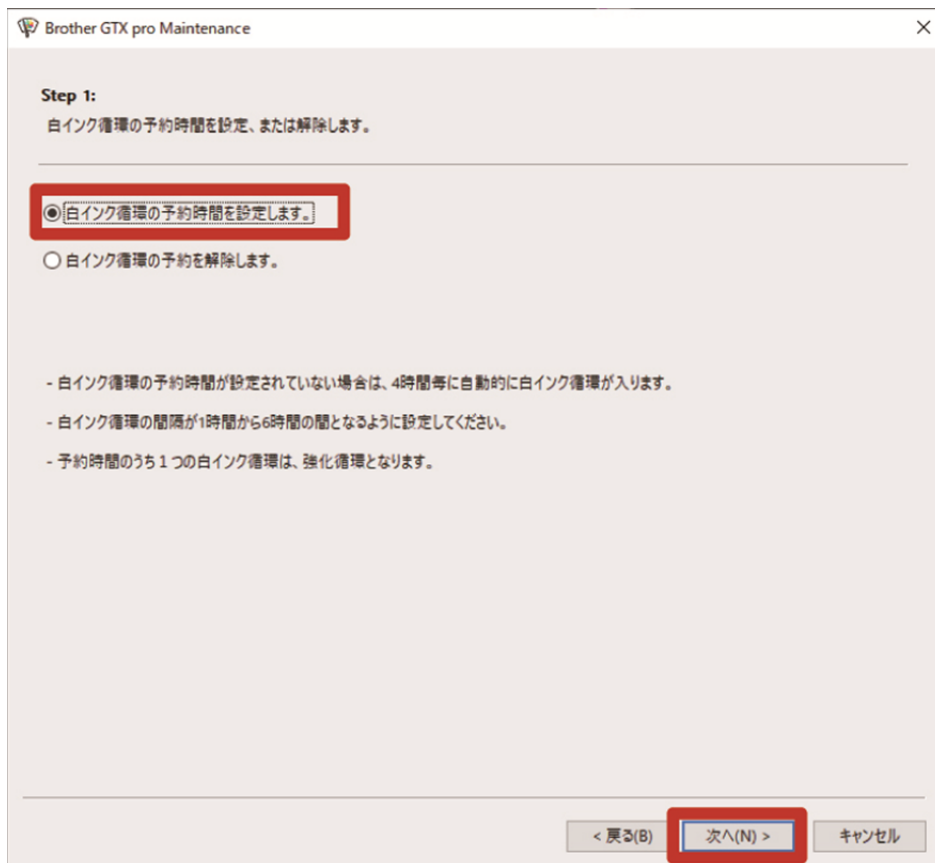 Brother GTX pro Maintenance
Step 1:
白インク循環の予約時間を設定、または解除します。
白インク循環の予約時間を設定します。
白インク循環の予約を解除します。
- 白インク循環の予約時間が設定されていない場合は、4時間毎に自動的に白インク循環が入ります。
- 白インク循環の間隔が1時間から6時間の間となるように設定してください。
- 予約時間のうち１つの白インク循環は、強化循環となります。
< 戻る(B) 次へ(N) > キャンセル